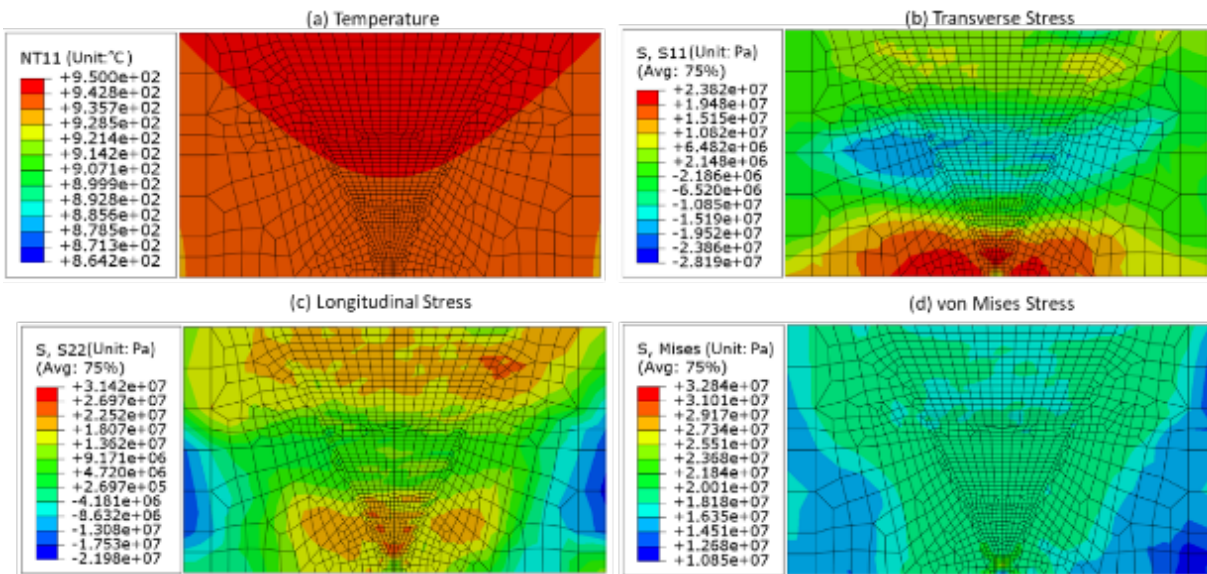 (a) Temperature
NT11 (Unit:℃)
+9.500e+02
+9.428e+02
+9.357e+02
+9.285e+02
+9.214e+02
+9.142e+02
+9.071e+02
+8.999e+02
+8.928e+02
+8.856e+02
+8.785e+02
+8.713e+02
+8.642e+02
(b) Transverse Stress
S, S11(Unit: Pa)
(Avg: 75%)
+2.382e+07
+1.948e+07
+1.515e+07
+1.082e+07
+6.482e+06
+2.148e+06
-2.186e+06
-6.520e+06
-1.085e+07
-1.519e+07
-1.952e+07
-2.386e+07
-2.819e+07
(c) Longitudinal Stress
S, S22(Unit: Pa)
(Avg: 75%)
+3.142e+07
+2.697e+07
+2.252e+07
+1.807e+07
+1.362e+07
+9.171e+06
+4.720e+06
+2.697e+05
-4.181e+06
-8.632e+06
-1.308e+07
-1.753e+07
-2.198e+07
(d) von Mises Stress
S, Mises (Unit: Pa)
(Avg: 75%)
+3.284e+07
+3.101e+07
+2.917e+07
+2.734e+07
+2.551e+07
+2.368e+07
+2.184e+07
+2.001e+07
+1.818e+07
+1.635e+07
+1.451e+07
+1.268e+07
+1.085e+07